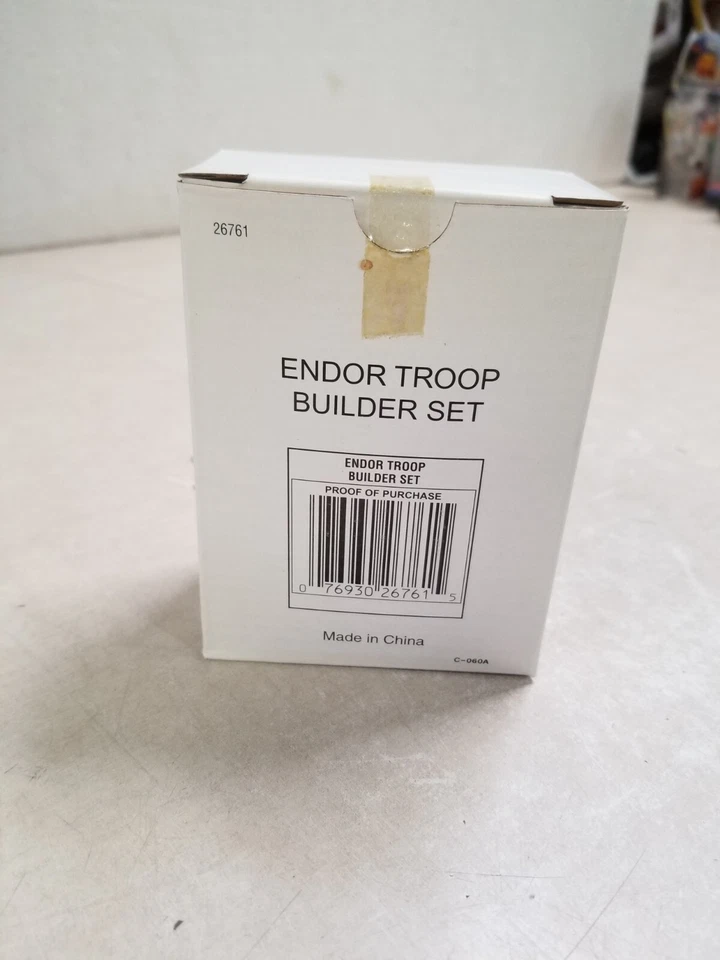 26761
ENDOR TROOP
BUILDER SET
ENDOR TROOP
BUILDER SET
PROOF OF PURCHASE
0 76930 26761 5
Made in China
C-060A